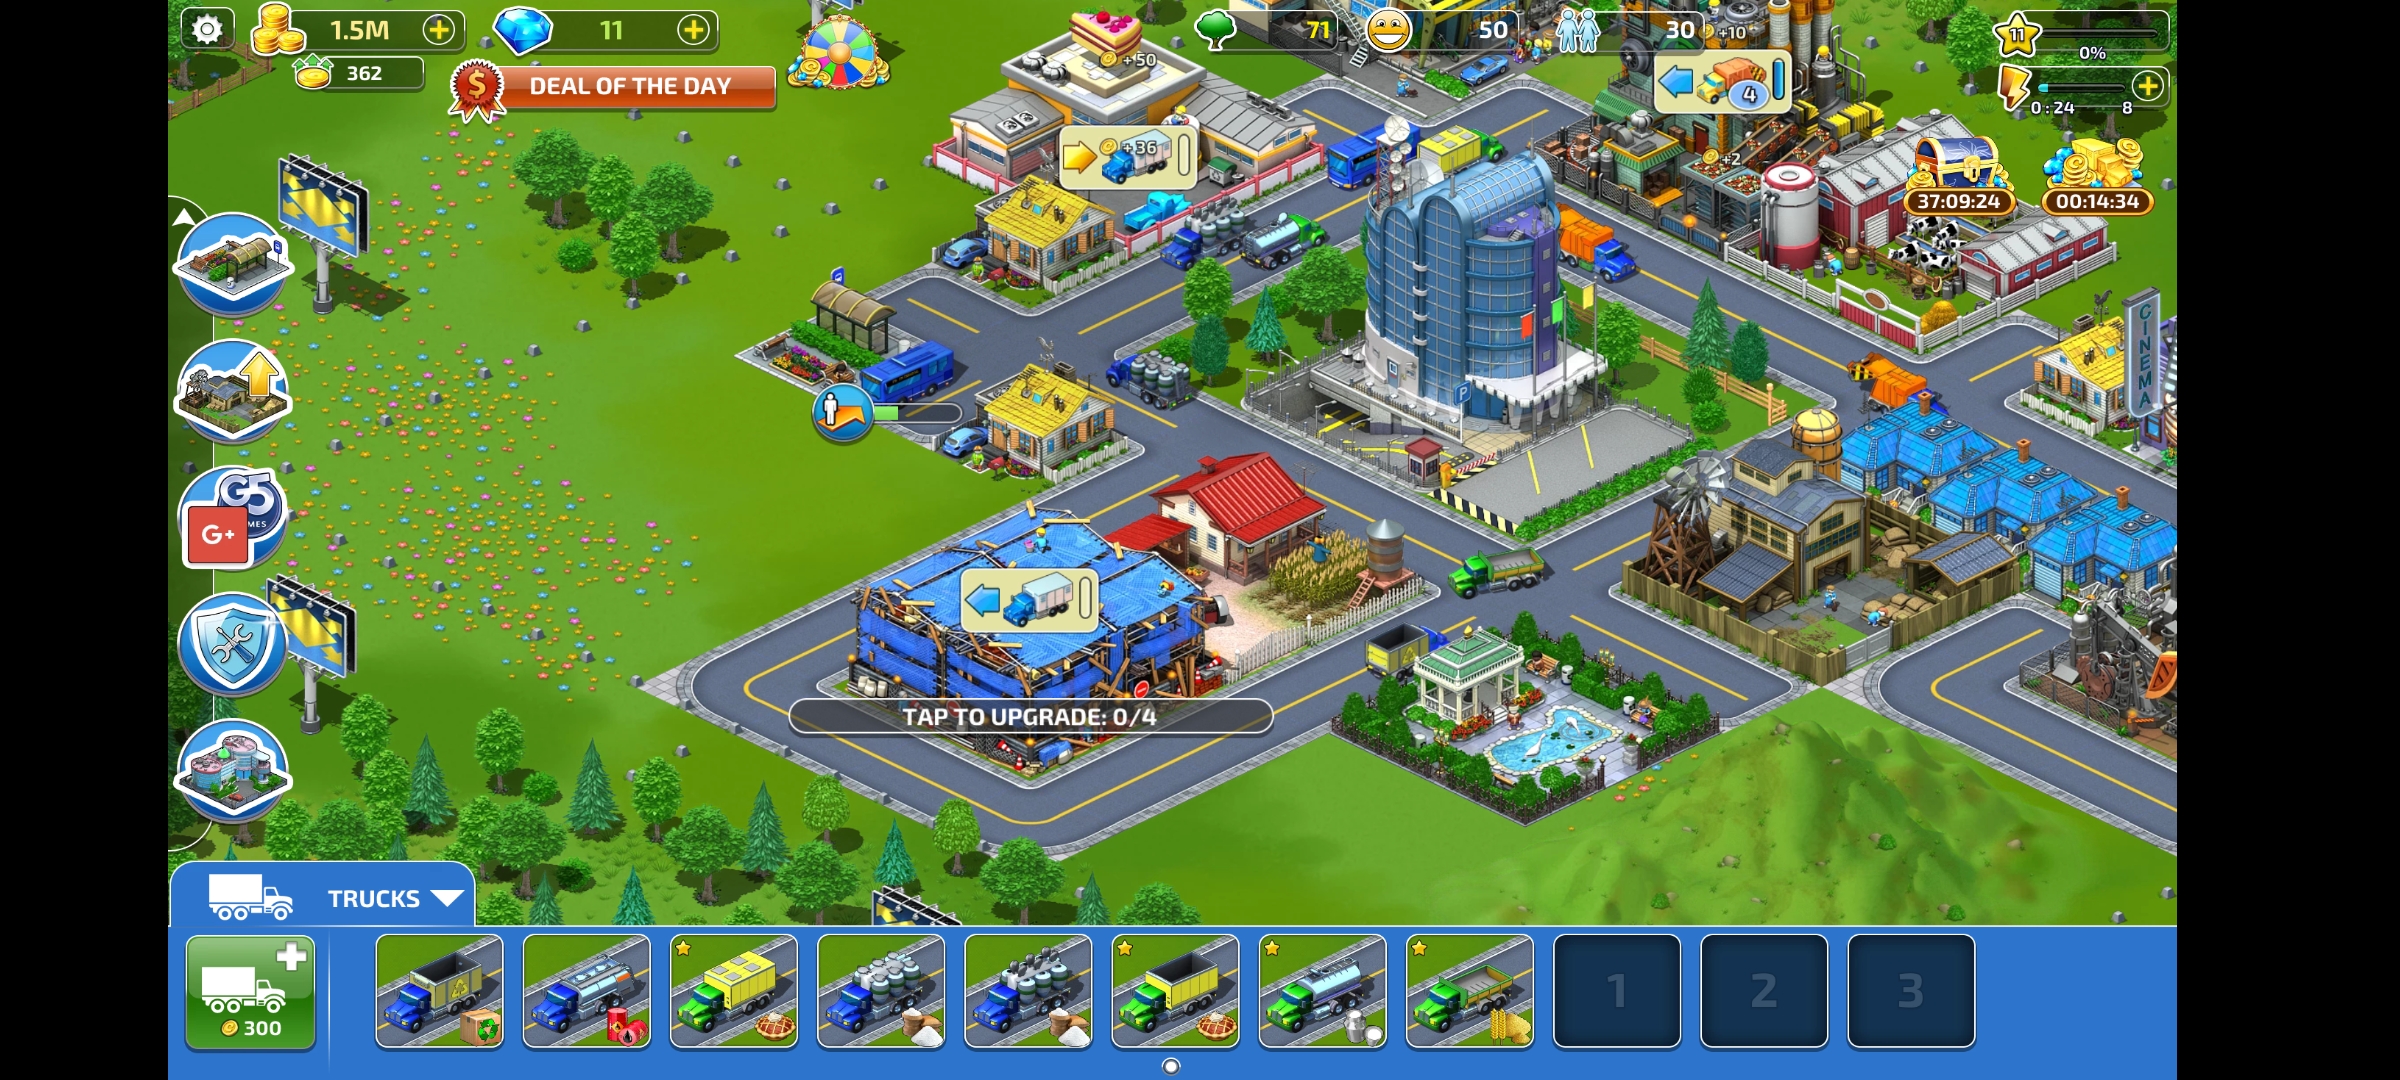 1.5M
11
362
DEAL OF THE DAY
+50
71
50
30
+10
11
0%
4
0:24
8
+36
+2
37:09:24
00:14:34
CINEMA
P
G5
MES
G+
TAP TO UPGRADE: 0/4
TRUCKS
300
1
2
3